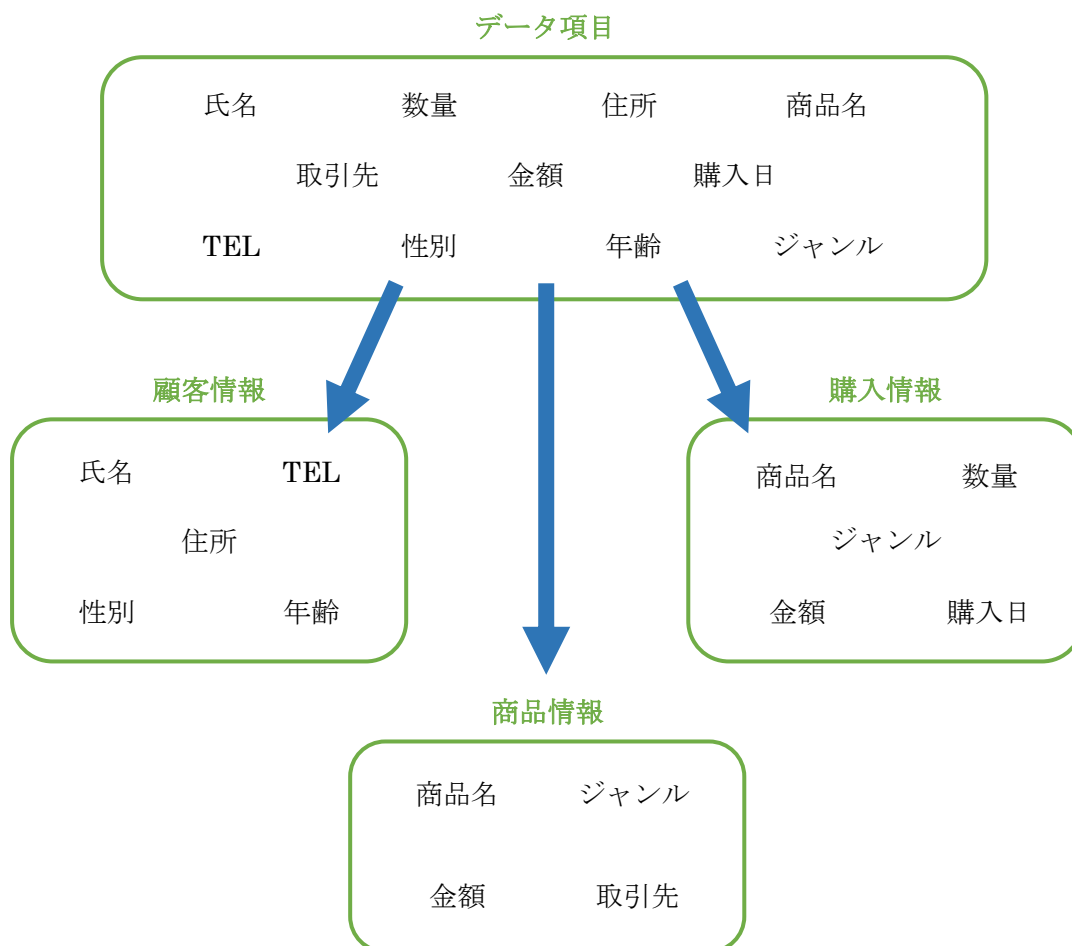 データ項目
氏名 数量 住所 商品名
取引先 金額 購入日
TEL 性別 年齢 ジャンル
顧客情報
氏名 TEL
住所
性別 年齢
購入情報
商品名 数量
ジャンル
金額 購入日
商品情報
商品名 ジャンル
金額 取引先